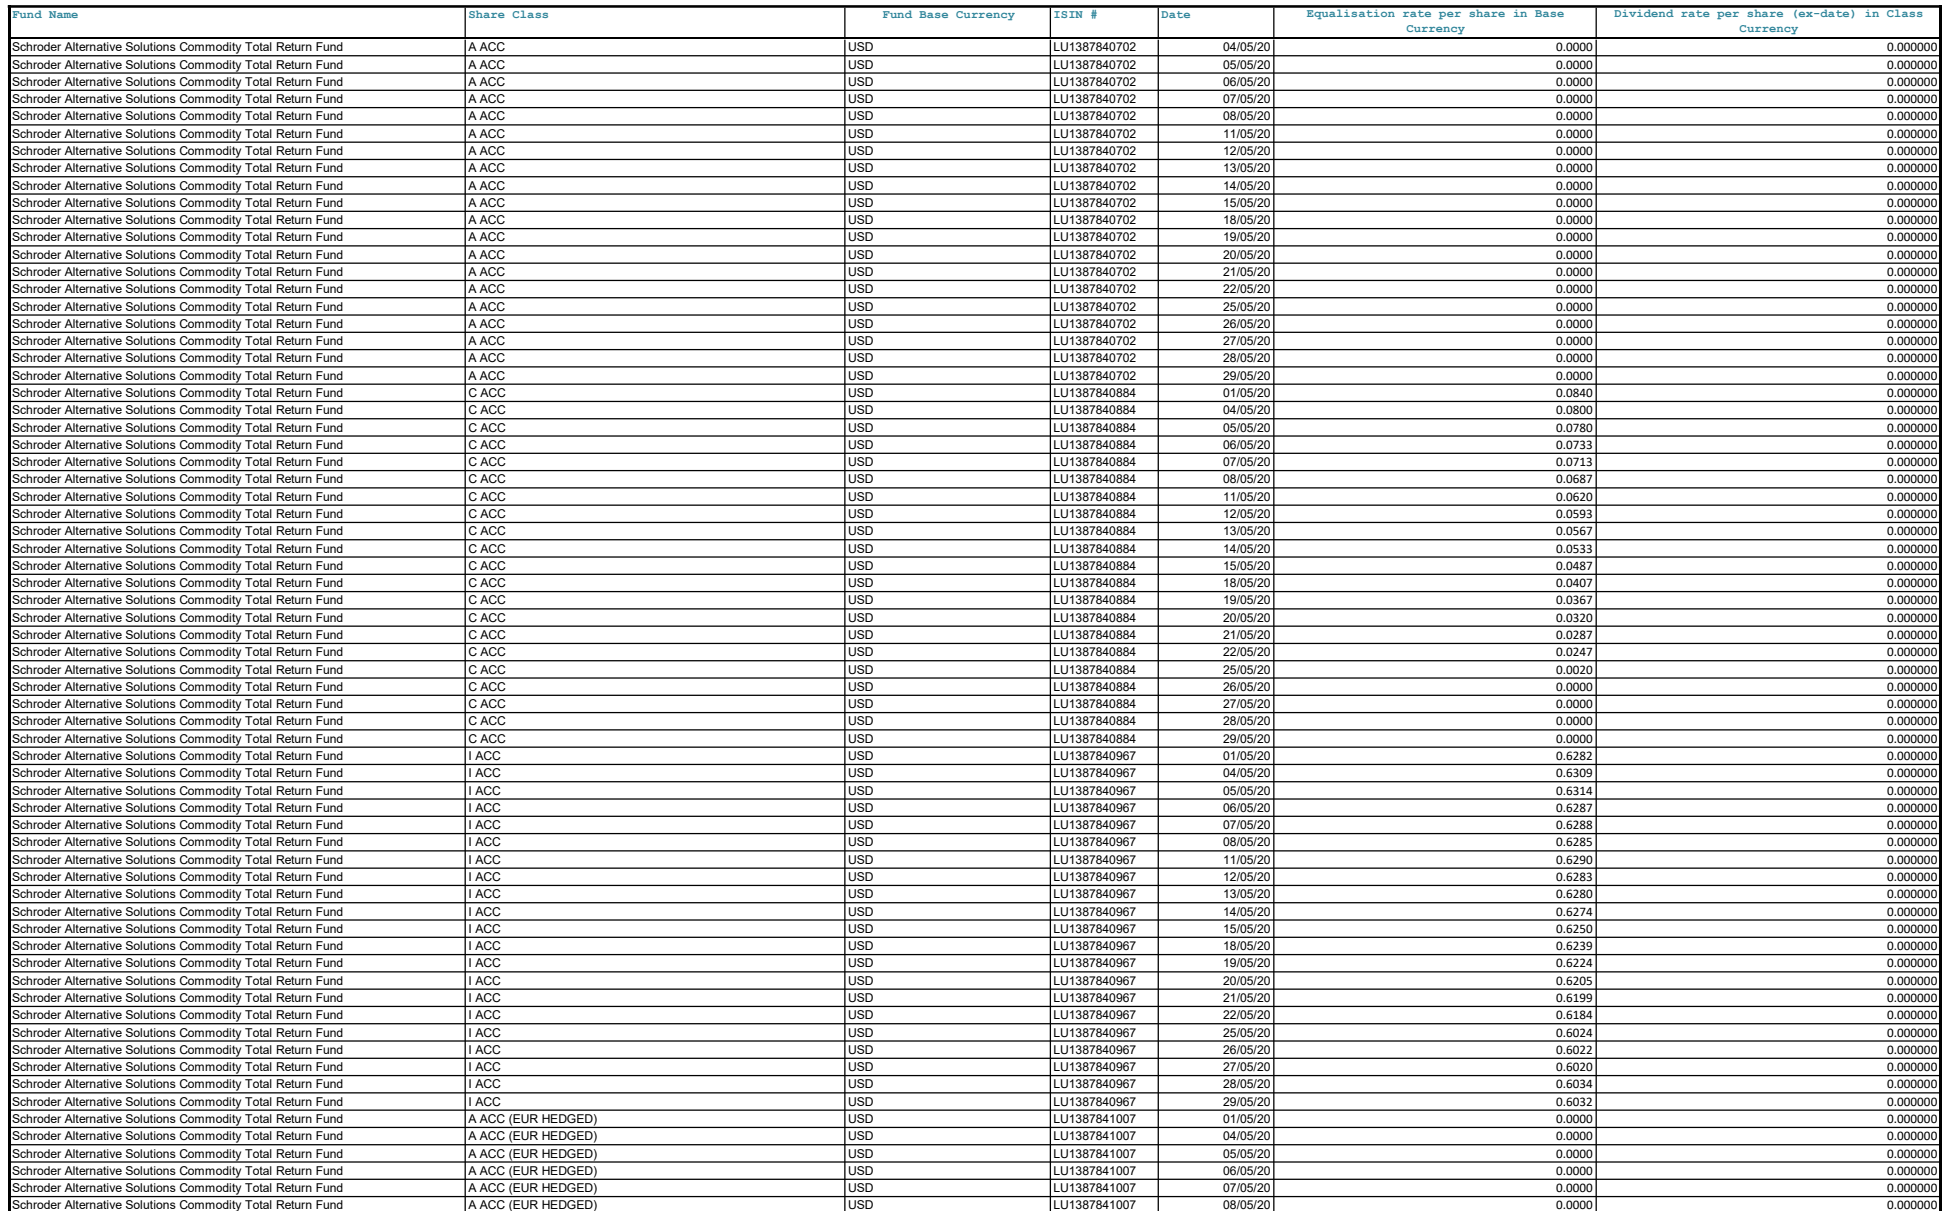 Fund Name Share Class Fund Base Currency ISIN # Date Equalisation rate per share in Base Dividend rate per share (ex-date) in Class
Currency Currency
Schroder Alternative Solutions Commodity Total Return Fund A ACC USD LU1387840702 04/05/20 0.0000 0.000000
Schroder Alternative Solutions Commodity Total Return Fund A ACC USD LU1387840702 05/05/20 0.0000 0.000000
Schroder Alternative Solutions Commodity Total Return Fund A ACC USD LU1387840702 06/05/20 0.0000 0.000000
Schroder Alternative Solutions Commodity Total Return Fund A ACC USD LU1387840702 07/05/20 0.0000 0.000000
Schroder Alternative Solutions Commodity Total Return Fund A ACC USD LU1387840702 08/05/20 0.0000 0.000000
Schroder Alternative Solutions Commodity Total Return Fund A ACC USD LU1387840702 11/05/20 0.0000 0.000000
Schroder Alternative Solutions Commodity Total Return Fund A ACC USD LU1387840702 12/05/20 0.0000 0.000000
Schroder Alternative Solutions Commodity Total Return Fund A ACC USD LU1387840702 13/05/20 0.0000 0.000000
Schroder Alternative Solutions Commodity Total Return Fund A ACC USD LU1387840702 14/05/20 0.0000 0.000000
Schroder Alternative Solutions Commodity Total Return Fund A ACC USD LU1387840702 15/05/20 0.0000 0.000000
Schroder Alternative Solutions Commodity Total Return Fund A ACC USD LU1387840702 18/05/20 0.0000 0.000000
Schroder Alternative Solutions Commodity Total Return Fund A ACC USD LU1387840702 19/05/20 0.0000 0.000000
Schroder Alternative Solutions Commodity Total Return Fund A ACC USD LU1387840702 20/05/20 0.0000 0.000000
Schroder Alternative Solutions Commodity Total Return Fund A ACC USD LU1387840702 21/05/20 0.0000 0.000000
Schroder Alternative Solutions Commodity Total Return Fund A ACC USD LU1387840702 22/05/20 0.0000 0.000000
Schroder Alternative Solutions Commodity Total Return Fund A ACC USD LU1387840702 25/05/20 0.0000 0.000000
Schroder Alternative Solutions Commodity Total Return Fund A ACC USD LU1387840702 26/05/20 0.0000 0.000000
Schroder Alternative Solutions Commodity Total Return Fund A ACC USD LU1387840702 27/05/20 0.0000 0.000000
Schroder Alternative Solutions Commodity Total Return Fund A ACC USD LU1387840702 28/05/20 0.0000 0.000000
Schroder Alternative Solutions Commodity Total Return Fund A ACC USD LU1387840702 29/05/20 0.0000 0.000000
Schroder Alternative Solutions Commodity Total Return Fund C ACC USD LU1387840884 01/05/20 0.0840 0.000000
Schroder Alternative Solutions Commodity Total Return Fund C ACC USD LU1387840884 04/05/20 0.0800 0.000000
Schroder Alternative Solutions Commodity Total Return Fund C ACC USD LU1387840884 05/05/20 0.0780 0.000000
Schroder Alternative Solutions Commodity Total Return Fund C ACC USD LU1387840884 06/05/20 0.0733 0.000000
Schroder Alternative Solutions Commodity Total Return Fund C ACC USD LU1387840884 07/05/20 0.0713 0.000000
Schroder Alternative Solutions Commodity Total Return Fund C ACC USD LU1387840884 08/05/20 0.0687 0.000000
Schroder Alternative Solutions Commodity Total Return Fund C ACC USD LU1387840884 11/05/20 0.0620 0.000000
Schroder Alternative Solutions Commodity Total Return Fund C ACC USD LU1387840884 12/05/20 0.0593 0.000000
Schroder Alternative Solutions Commodity Total Return Fund C ACC USD LU1387840884 13/05/20 0.0567 0.000000
Schroder Alternative Solutions Commodity Total Return Fund C ACC USD LU1387840884 14/05/20 0.0533 0.000000
Schroder Alternative Solutions Commodity Total Return Fund C ACC USD LU1387840884 15/05/20 0.0487 0.000000
Schroder Alternative Solutions Commodity Total Return Fund C ACC USD LU1387840884 18/05/20 0.0407 0.000000
Schroder Alternative Solutions Commodity Total Return Fund C ACC USD LU1387840884 19/05/20 0.0367 0.000000
Schroder Alternative Solutions Commodity Total Return Fund C ACC USD LU1387840884 20/05/20 0.0320 0.000000
Schroder Alternative Solutions Commodity Total Return Fund C ACC USD LU1387840884 21/05/20 0.0287 0.000000
Schroder Alternative Solutions Commodity Total Return Fund C ACC USD LU1387840884 22/05/20 0.0247 0.000000
Schroder Alternative Solutions Commodity Total Return Fund C ACC USD LU1387840884 25/05/20 0.0020 0.000000
Schroder Alternative Solutions Commodity Total Return Fund C ACC USD LU1387840884 26/05/20 0.0000 0.000000
Schroder Alternative Solutions Commodity Total Return Fund C ACC USD LU1387840884 27/05/20 0.0000 0.000000
Schroder Alternative Solutions Commodity Total Return Fund C ACC USD LU1387840884 28/05/20 0.0000 0.000000
Schroder Alternative Solutions Commodity Total Return Fund C ACC USD LU1387840884 29/05/20 0.0000 0.000000
Schroder Alternative Solutions Commodity Total Return Fund I ACC USD LU1387840967 01/05/20 0.6282 0.000000
Schroder Alternative Solutions Commodity Total Return Fund I ACC USD LU1387840967 04/05/20 0.6309 0.000000
Schroder Alternative Solutions Commodity Total Return Fund I ACC USD LU1387840967 05/05/20 0.6314 0.000000
Schroder Alternative Solutions Commodity Total Return Fund I ACC USD LU1387840967 06/05/20 0.6287 0.000000
Schroder Alternative Solutions Commodity Total Return Fund I ACC USD LU1387840967 07/05/20 0.6288 0.000000
Schroder Alternative Solutions Commodity Total Return Fund I ACC USD LU1387840967 08/05/20 0.6285 0.000000
Schroder Alternative Solutions Commodity Total Return Fund I ACC USD LU1387840967 11/05/20 0.6290 0.000000
Schroder Alternative Solutions Commodity Total Return Fund I ACC USD LU1387840967 12/05/20 0.6283 0.000000
Schroder Alternative Solutions Commodity Total Return Fund I ACC USD LU1387840967 13/05/20 0.6280 0.000000
Schroder Alternative Solutions Commodity Total Return Fund I ACC USD LU1387840967 14/05/20 0.6274 0.000000
Schroder Alternative Solutions Commodity Total Return Fund I ACC USD LU1387840967 15/05/20 0.6250 0.000000
Schroder Alternative Solutions Commodity Total Return Fund I ACC USD LU1387840967 18/05/20 0.6239 0.000000
Schroder Alternative Solutions Commodity Total Return Fund I ACC USD LU1387840967 19/05/20 0.6224 0.000000
Schroder Alternative Solutions Commodity Total Return Fund I ACC USD LU1387840967 20/05/20 0.6205 0.000000
Schroder Alternative Solutions Commodity Total Return Fund I ACC USD LU1387840967 21/05/20 0.6199 0.000000
Schroder Alternative Solutions Commodity Total Return Fund I ACC USD LU1387840967 22/05/20 0.6184 0.000000
Schroder Alternative Solutions Commodity Total Return Fund I ACC USD LU1387840967 25/05/20 0.6024 0.000000
Schroder Alternative Solutions Commodity Total Return Fund I ACC USD LU1387840967 26/05/20 0.6022 0.000000
Schroder Alternative Solutions Commodity Total Return Fund I ACC USD LU1387840967 27/05/20 0.6020 0.000000
Schroder Alternative Solutions Commodity Total Return Fund I ACC USD LU1387840967 28/05/20 0.6034 0.000000
Schroder Alternative Solutions Commodity Total Return Fund I ACC USD LU1387840967 29/05/20 0.6032 0.000000
Schroder Alternative Solutions Commodity Total Return Fund A ACC (EUR HEDGED) USD LU1387841007 01/05/20 0.0000 0.000000
Schroder Alternative Solutions Commodity Total Return Fund A ACC (EUR HEDGED) USD LU1387841007 04/05/20 0.0000 0.000000
Schroder Alternative Solutions Commodity Total Return Fund A ACC (EUR HEDGED) USD LU1387841007 05/05/20 0.0000 0.000000
Schroder Alternative Solutions Commodity Total Return Fund A ACC (EUR HEDGED) USD LU1387841007 06/05/20 0.0000 0.000000
Schroder Alternative Solutions Commodity Total Return Fund A ACC (EUR HEDGED) USD LU1387841007 07/05/20 0.0000 0.000000
Schroder Alternative Solutions Commodity Total Return Fund A ACC (EUR HEDGED) USD LU1387841007 08/05/20 0.0000 0.000000